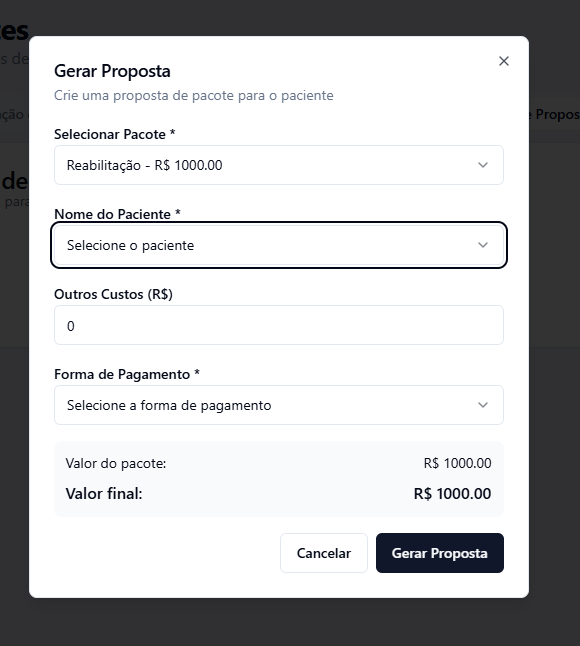 tes
s de
Gerar Proposta
Crie uma proposta de pacote para o paciente
ção
e Propos
Selecionar Pacote *
Reabilitação - R$ 1000.00
de
para
Nome do Paciente *
Selecione o paciente
Outros Custos (R$)
0
Forma de Pagamento *
Selecione a forma de pagamento
Valor do pacote: R$ 1000.00
Valor final: R$ 1000.00
Cancelar Gerar Proposta